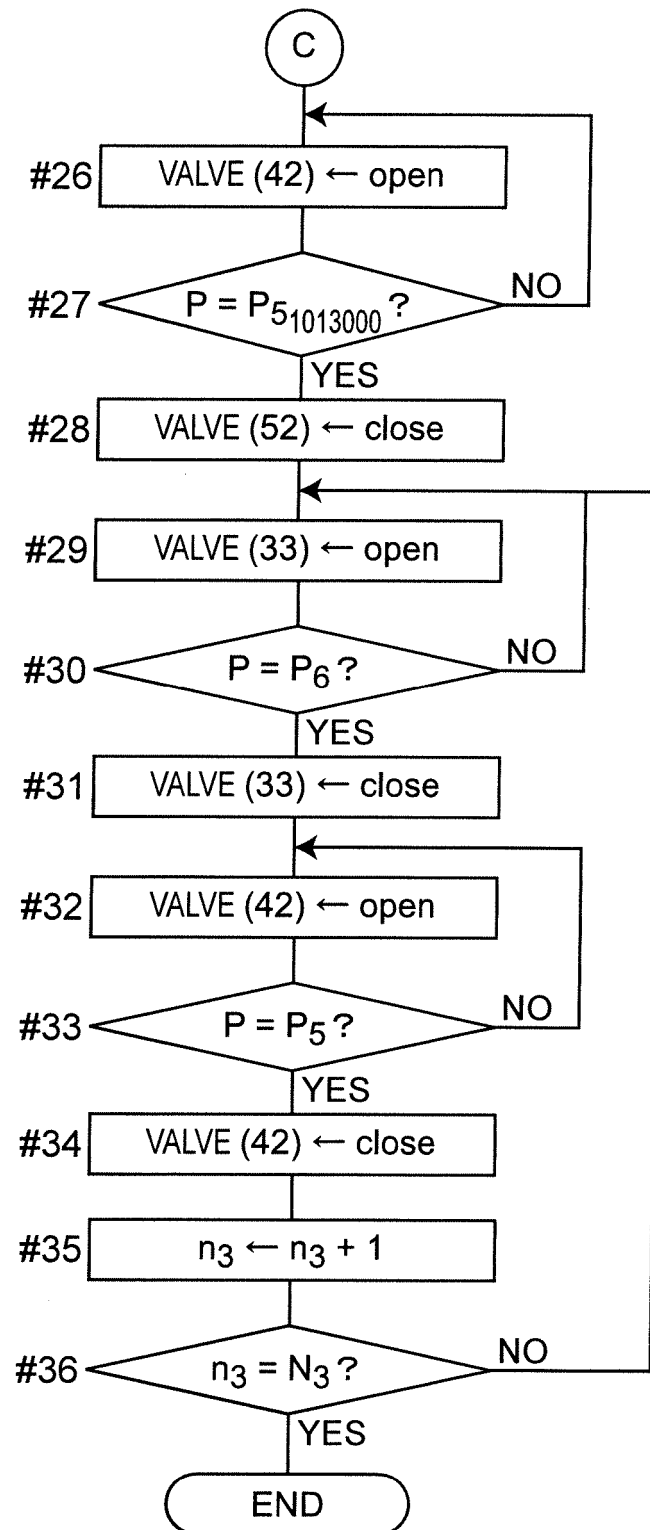 C
#26 VALVE (42) ← open
#27 P = P51013000 ? NO
YES
#28 VALVE (52) ← close
#29 VALVE (33) ← open
#30 P = P6 ? NO
YES
#31 VALVE (33) ← close
#32 VALVE (42) ← open
#33 P = P5 ? NO
YES
#34 VALVE (42) ← close
#35 n3 ← n3 + 1
#36 n3 = N3 ? NO
YES
END